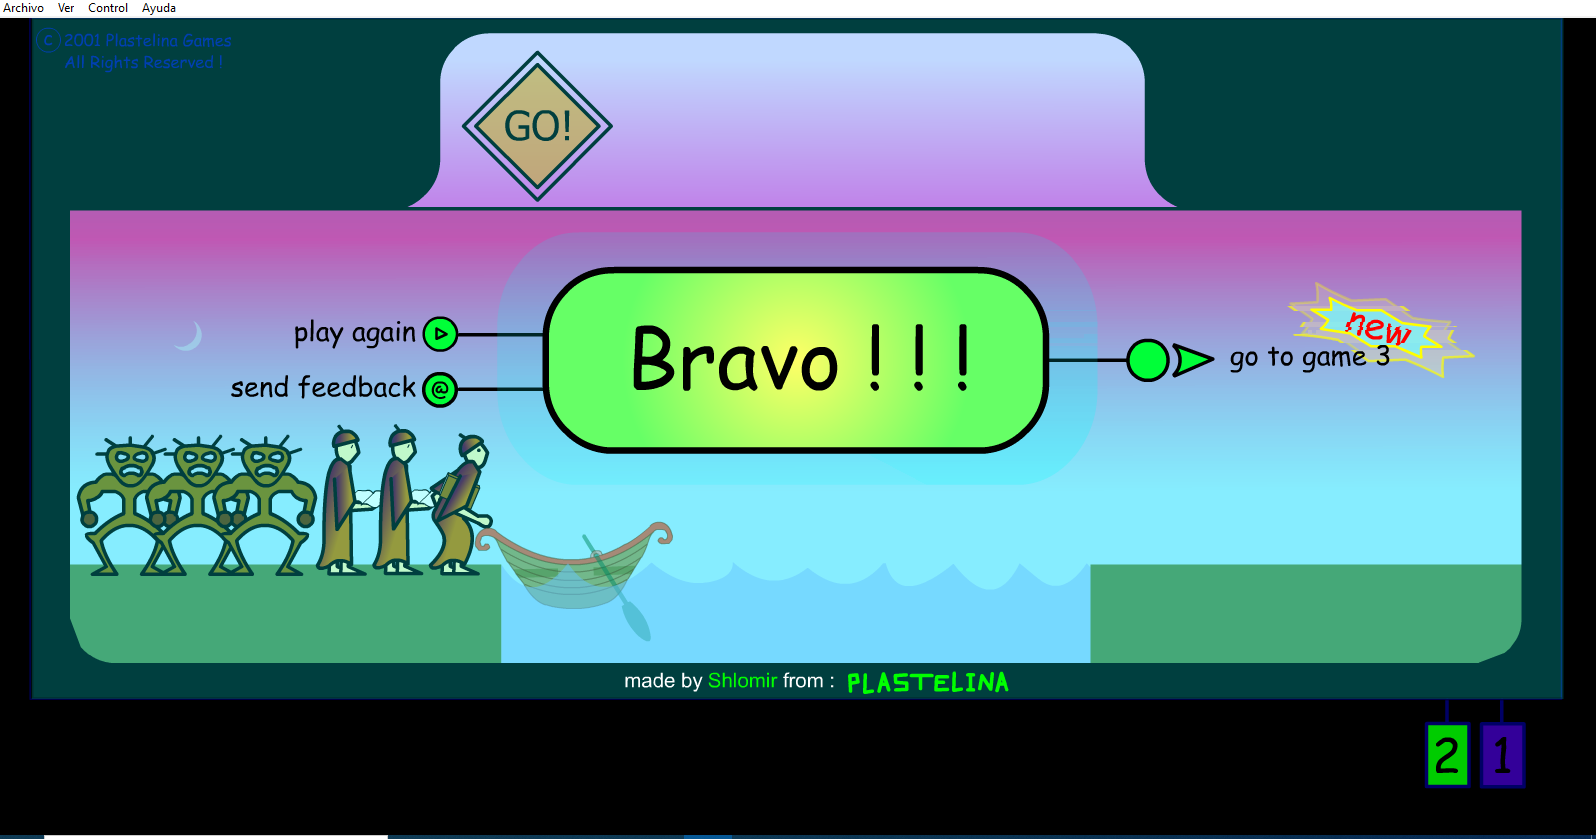 Archivo Ver Control Ayuda
© 2001 Plastelina Games
All Rights Reserved !
GO!
play again
send feedback @
Bravo ! ! !
new
go to game 3
made by Shlomir from : PLASTELINA
2 1